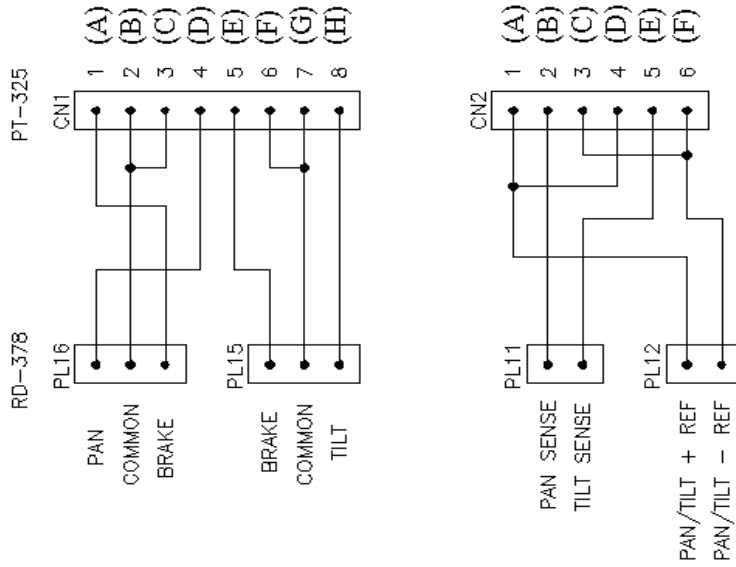 PT-325
CN1
1 (A)
2 (B)
3 (C)
4 (D)
5 (E)
6 (F)
7 (G)
8 (H)
CN2
1 (A)
2 (B)
3 (C)
4 (D)
5 (E)
6 (F)
RD-378
PL16
PAN
COMMON
BRAKE
PL15
BRAKE
COMMON
TILT
PL11
PAN SENSE
TILT SENSE
PL12
PAN/TILT + REF
PAN/TILT - REF